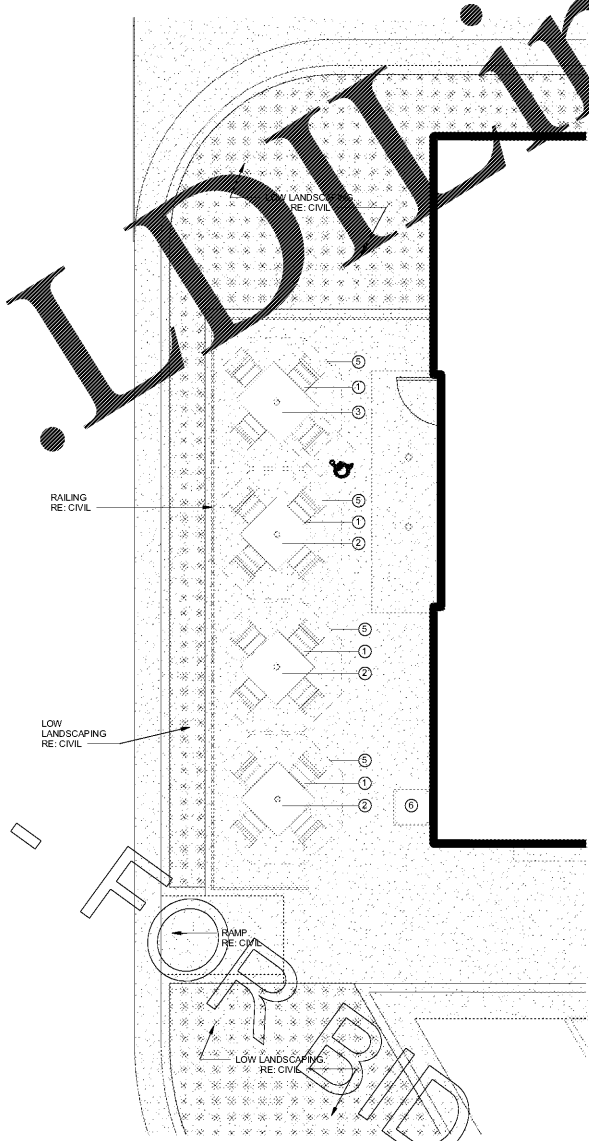 .LDILin
LOW LANDSCAPING
RE: CIVIL
5
1
3
RAILING
RE: CIVIL
5
1
2
5
1
2
LOW
LANDSCAPING
RE: CIVIL
5
1
2
6
RAMP.
RE: CIVIL
LOW LANDSCAPING.
RE: CIVIL
- FOR BID